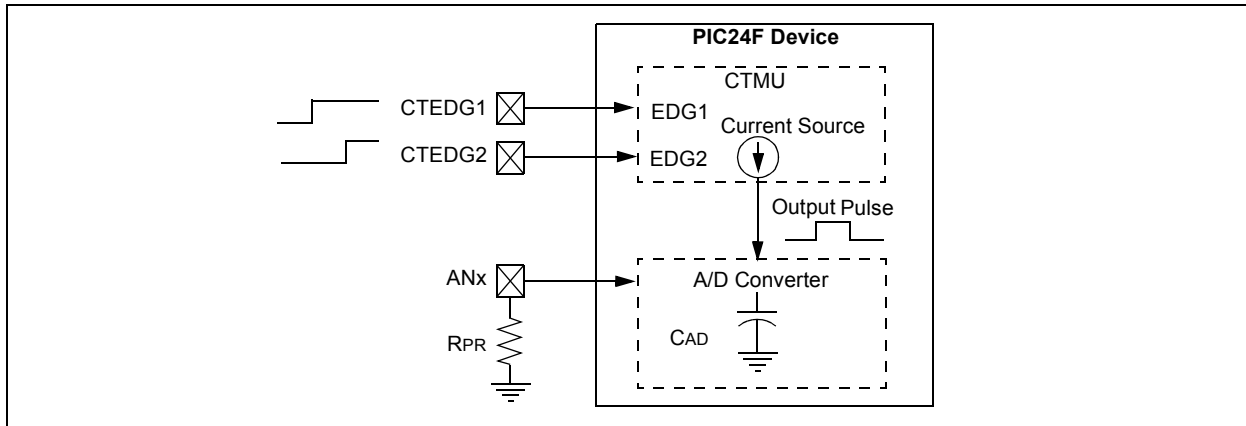 PIC24F Device
CTMU
CTEDG1
EDG1
Current Source
CTEDG2
EDG2
Output Pulse
ANx
A/D Converter
RPR
CAD